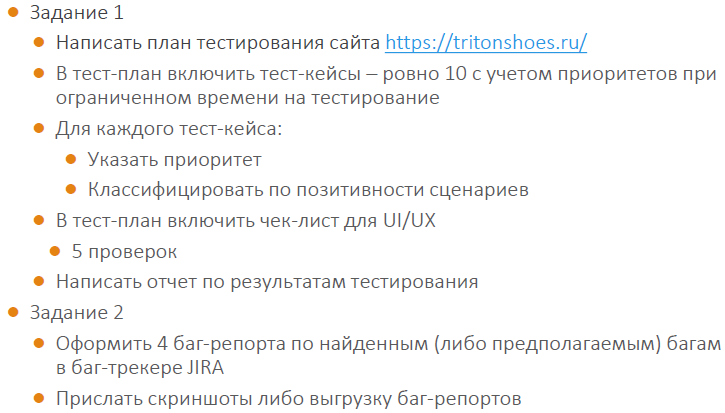 Задание 1
Написать план тестирования сайта https://tritonshoes.ru/
В тест-план включить тест-кейсы – ровно 10 с учетом приоритетов при
ограниченном времени на тестирование
Для каждого тест-кейса:
Указать приоритет
Классифицировать по позитивности сценариев
В тест-план включить чек-лист для UI/UX
5 проверок
Написать отчет по результатам тестирования
Задание 2
Оформить 4 баг-репорта по найденным (либо предполагаемым) багам
в баг-трекере JIRA
Прислать скриншоты либо выгрузку баг-репортов